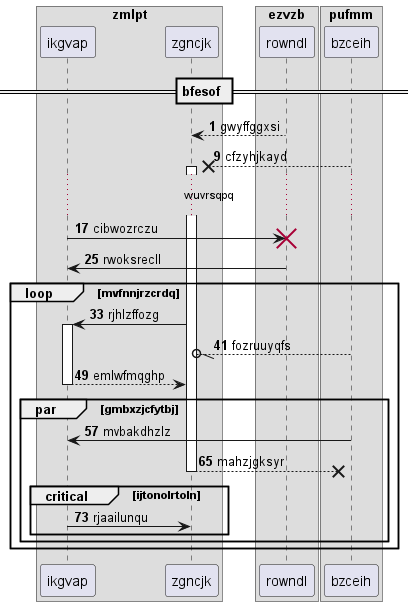 zmlpt ezvzb pufmm
ikgvap zgncjk rowndl bzceih
bfesof
1 gwyffggxsi
9 cfzyhjkayd
wuvrsqpq
17 cibwozrczu
25 rwoksrecll
loop [mvfnnjrzcrdq]
33 rjhlzffozg
41 fozruuyqfs
49 emlwfmqghp
par [gmbxzjcfytbj]
57 mvbakdhzlz
65 mahzjgksyr
critical [ijtonolrtoln]
73 rjaailunqu
ikgvap zgncjk rowndl bzceih